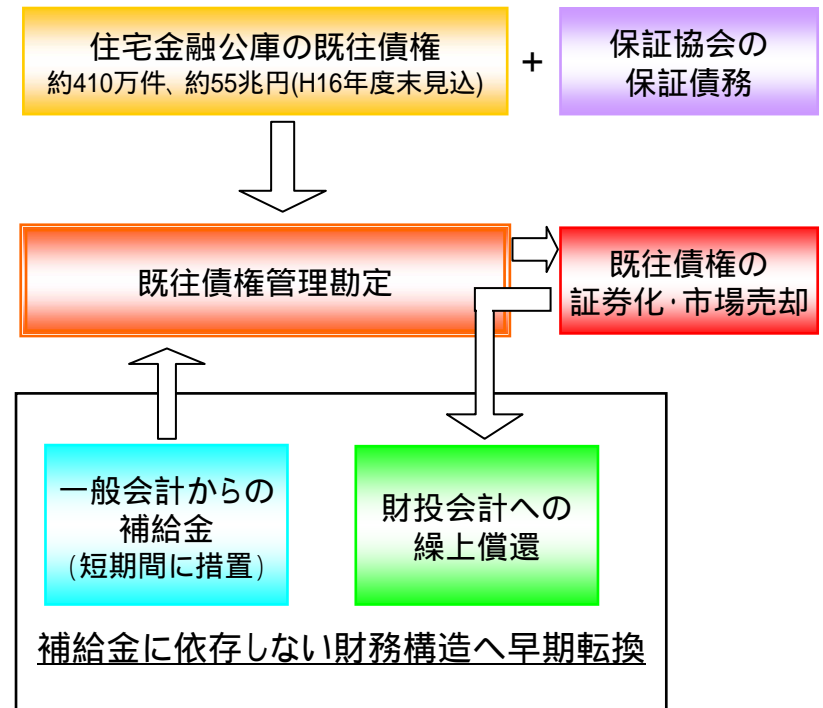 住宅金融公庫の既往債権
約410万件、約55兆円(H16年度末見込)
+
保証協会の
保証債務
既往債権管理勘定
既往債権の
証券化・市場売却
一般会計からの
補給金
(短期間に措置)
財投会計への
繰上償還
補給金に依存しない財務構造へ早期転換